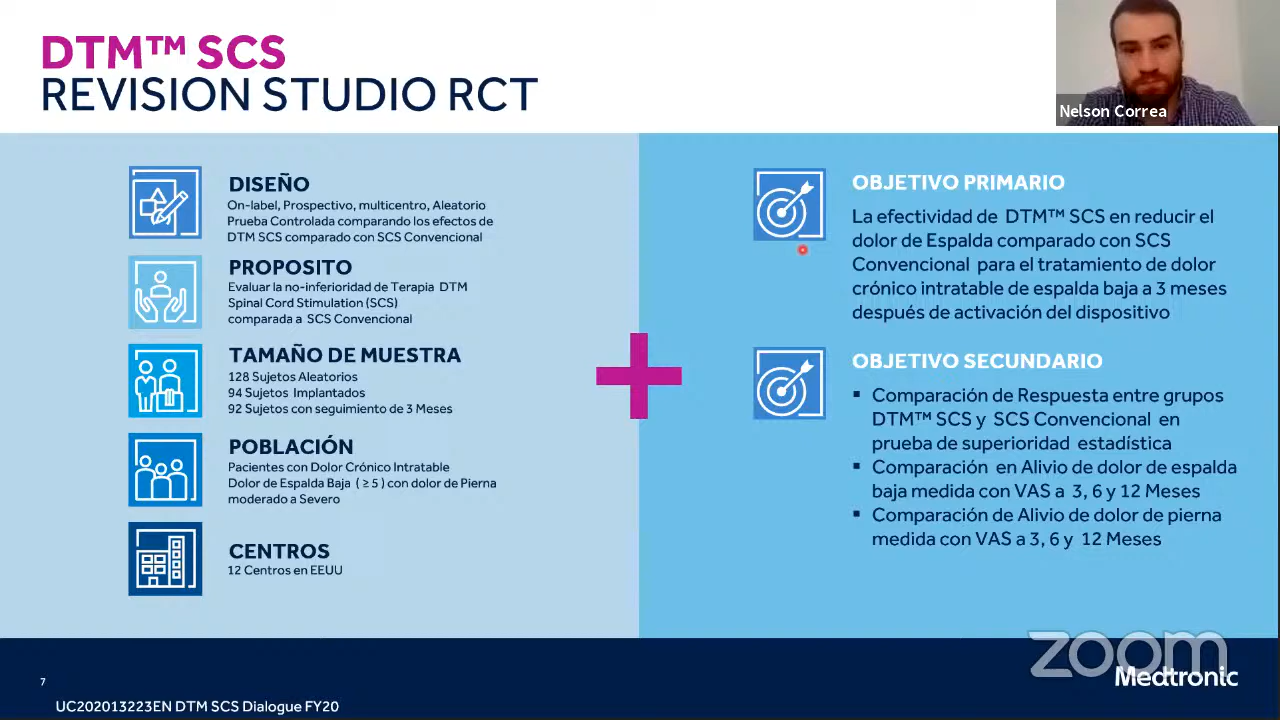 DTM™ SCS
REVISION STUDIO RCT
Nelson Correa
DISEÑO
On-label, Prospectivo, multicentro, Aleatorio
Prueba Controlada comparando los efectos de
DTM SCS comparado con SCS Convencional
PROPOSITO
Evaluar la no-inferioridad de Terapia DTM
Spinal Cord Stimulation (SCS)
comparada a SCS Convencional
TAMAÑO DE MUESTRA
128 Sujetos Aleatorios
94 Sujetos Implantados
92 Sujetos con seguimiento de 3 Meses
POBLACIÓN
Pacientes con Dolor Crónico Intratable
Dolor de Espalda Baja ( ≥ 5 ) con dolor de Pierna
moderado a Severo
CENTROS
12 Centros en EEUU
OBJETIVO PRIMARIO
La efectividad de DTM™ SCS en reducir el
dolor de Espalda comparado con SCS
Convencional para el tratamiento de dolor
crónico intratable de espalda baja a 3 meses
después de activación del dispositivo
OBJETIVO SECUNDARIO
▪ Comparación de Respuesta entre grupos
DTM™ SCS y SCS Convencional en
prueba de superioridad estadística
▪ Comparación en Alivio de dolor de espalda
baja medida con VAS a 3, 6 y 12 Meses
▪ Comparación de Alivio de dolor de pierna
medida con VAS a 3, 6 y 12 Meses
zoom
Medtronic
7
UC202013223EN DTM SCS Dialogue FY20